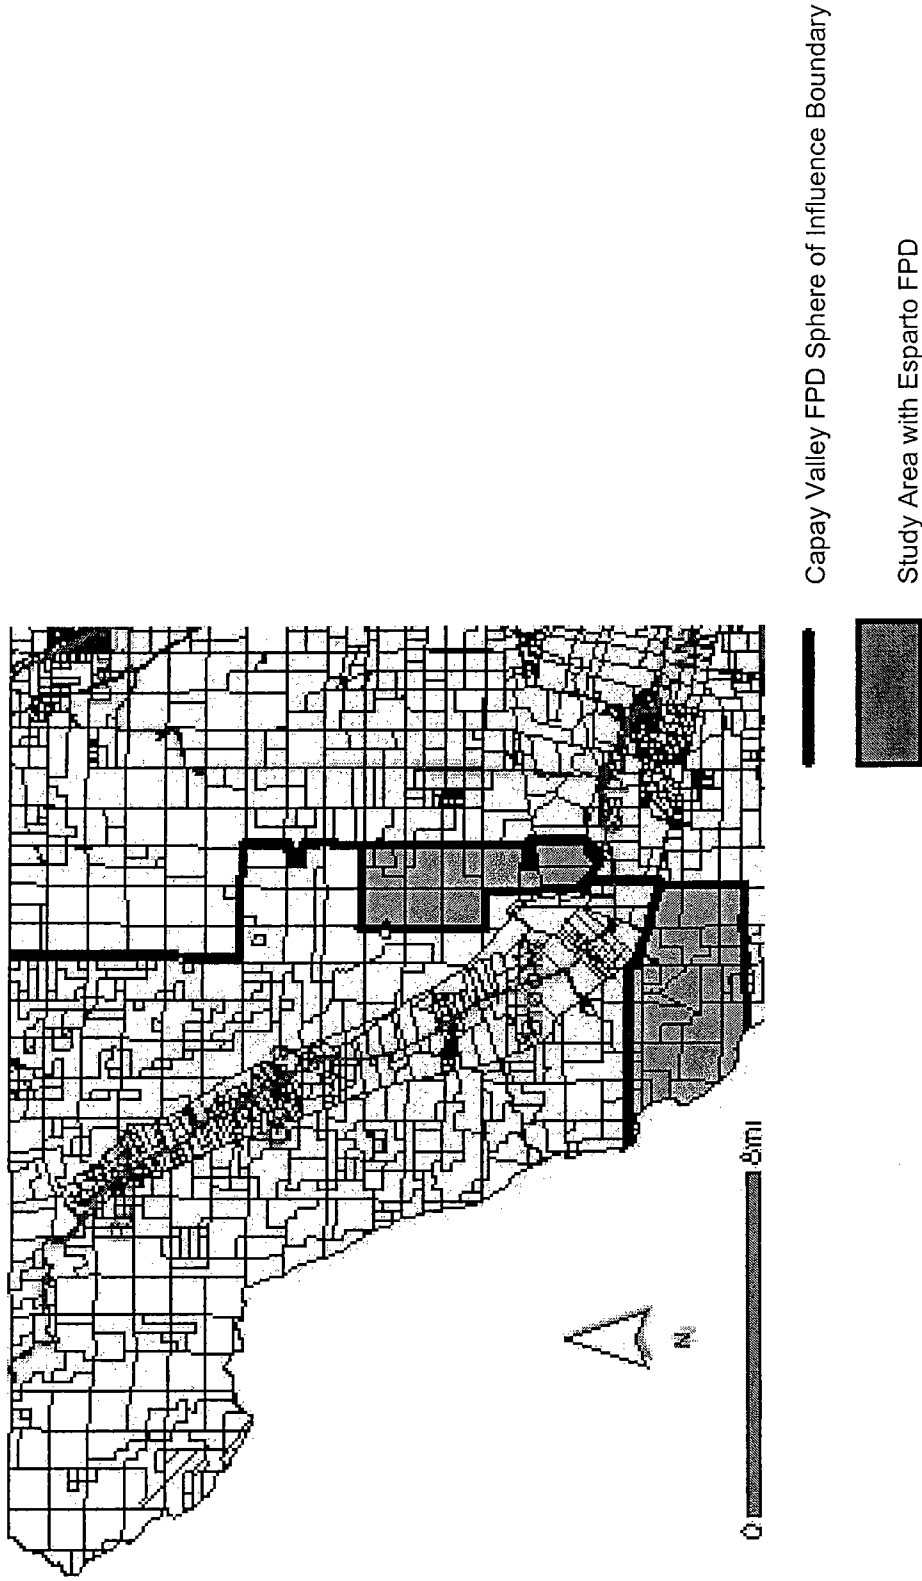 N
0 8mi
Capay Valley FPD Sphere of Influence Boundary
Study Area with Esparto FPD